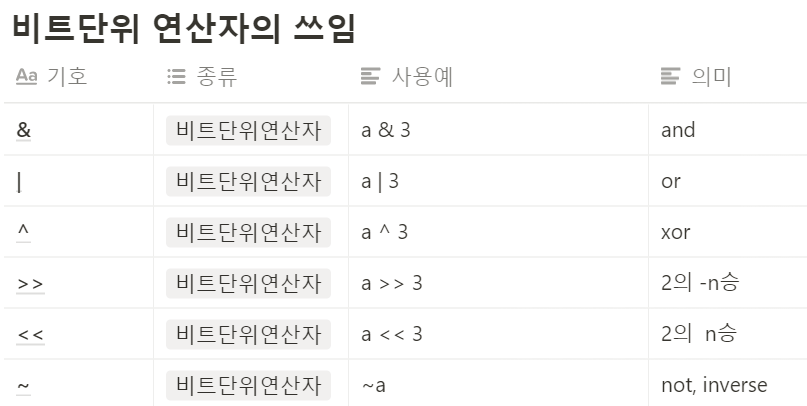 비트단위 연산자의 쓰임
Aa 기호 종류 사용예 의미
& 비트단위연산자 a & 3 and
| 비트단위연산자 a | 3 or
^ 비트단위연산자 a ^ 3 xor
>> 비트단위연산자 a >> 3 2의 -n승
<< 비트단위연산자 a << 3 2의  n승
~ 비트단위연산자 ~a not, inverse